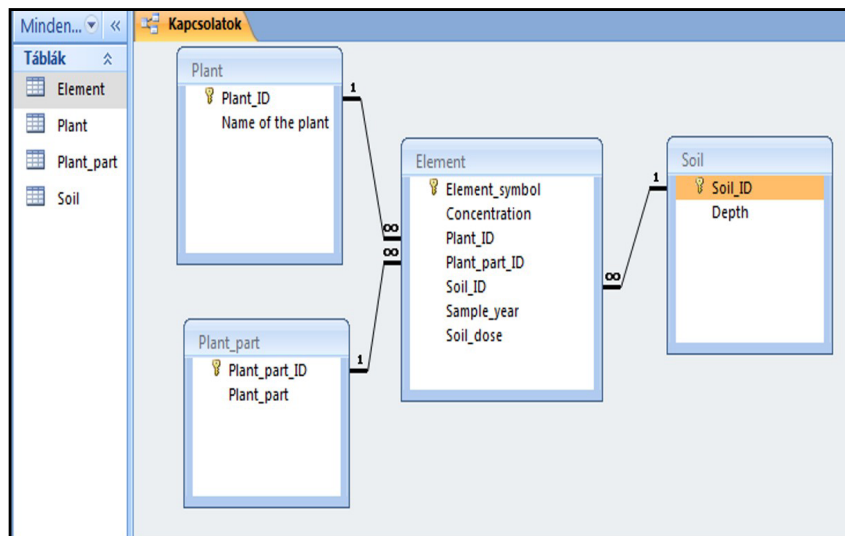 Minden... «
Táblák
Element
Plant
Plant_part
Soil
Kapcsolatok
Plant
Plant_ID
Name of the plant
Element
Element_symbol
Concentration
Plant_ID
Plant_part_ID
Soil_ID
Sample_year
Soil_dose
Soil
Soil_ID
Depth
Plant_part
Plant_part_ID
Plant_part
1
∞
∞
1
∞
1